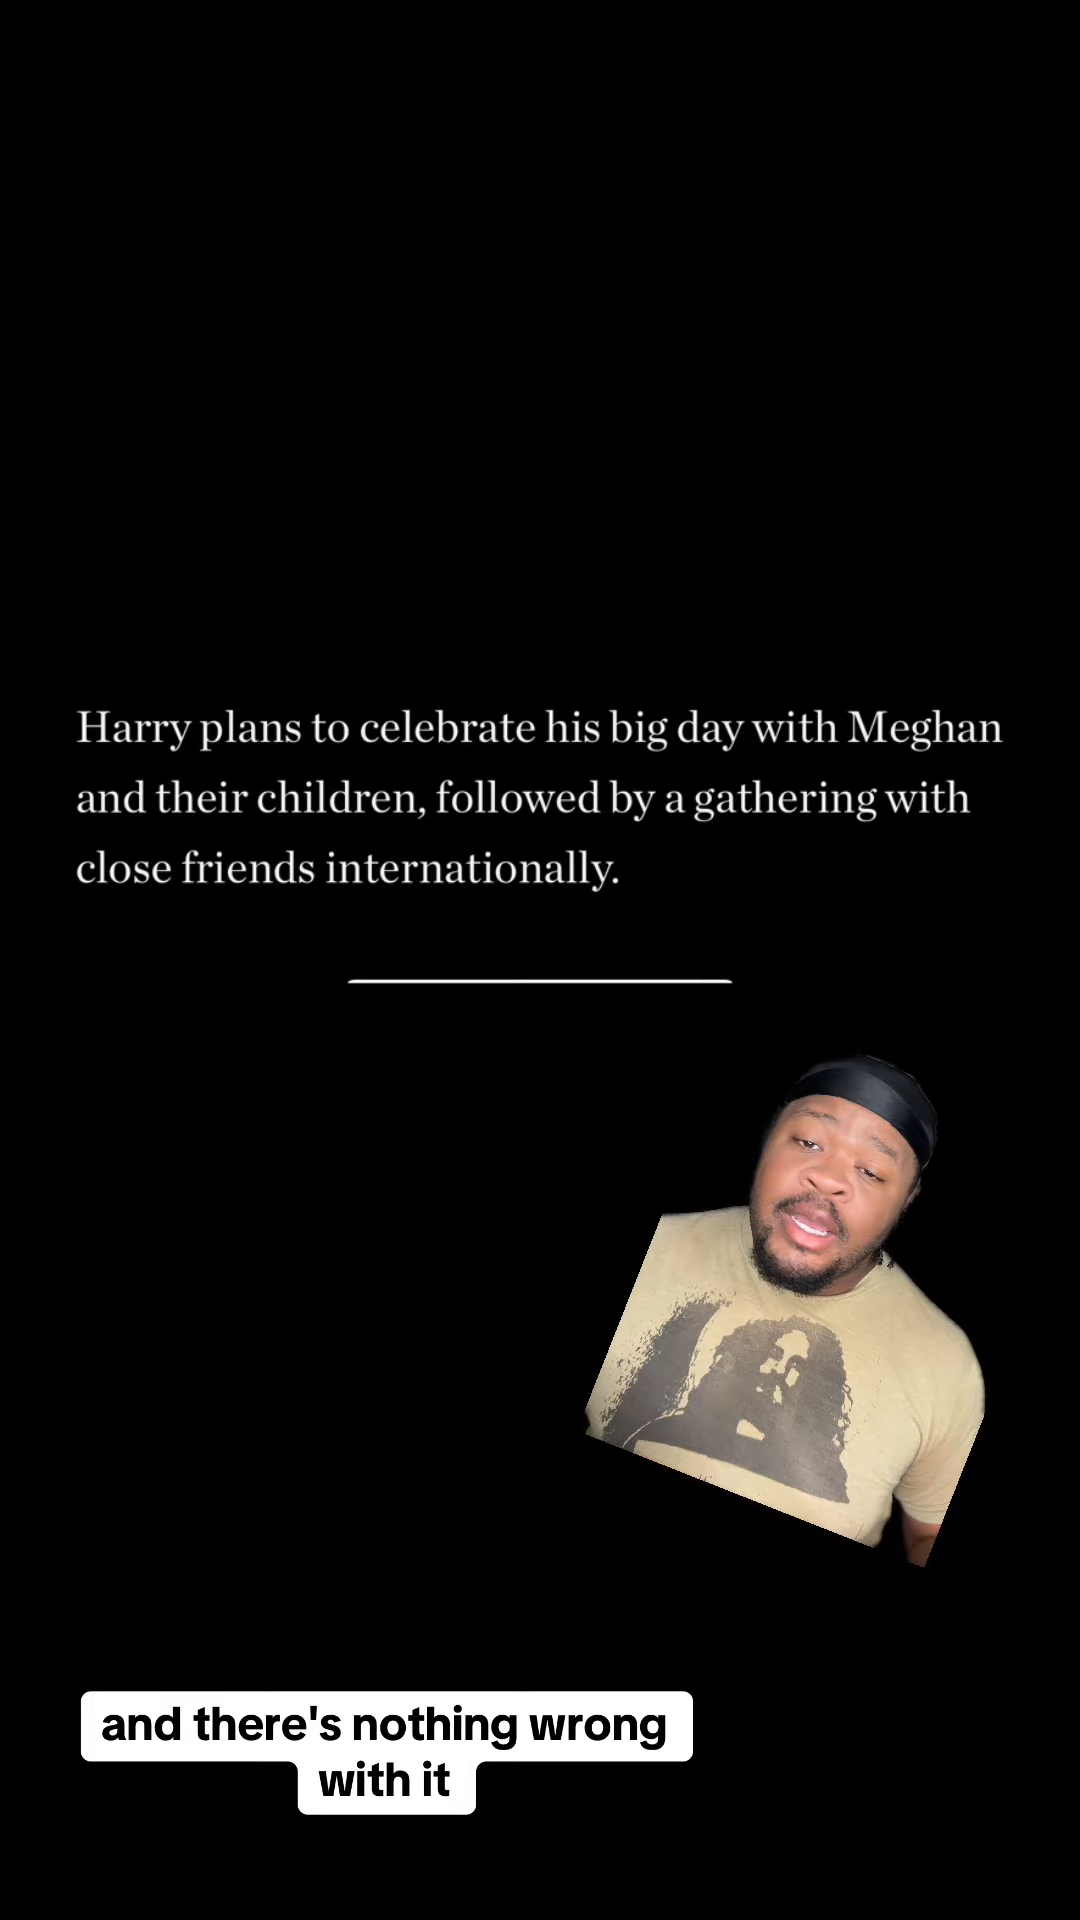 Harry plans to celebrate his big day with Meghan
and their children, followed by a gathering with
close friends internationally.
and there's nothing wrong
with it